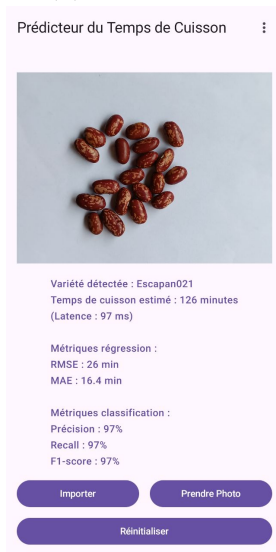 Prédicteur du Temps de Cuisson
Variété détectée : Escapan021
Temps de cuisson estimé : 126 minutes
(Latence : 97 ms)
Métriques régression :
RMSE : 26 min
MAE : 16.4 min
Métriques classification :
Précision : 97%
Recall : 97%
F1-score : 97%
Importer
Prendre Photo
Réinitialiser